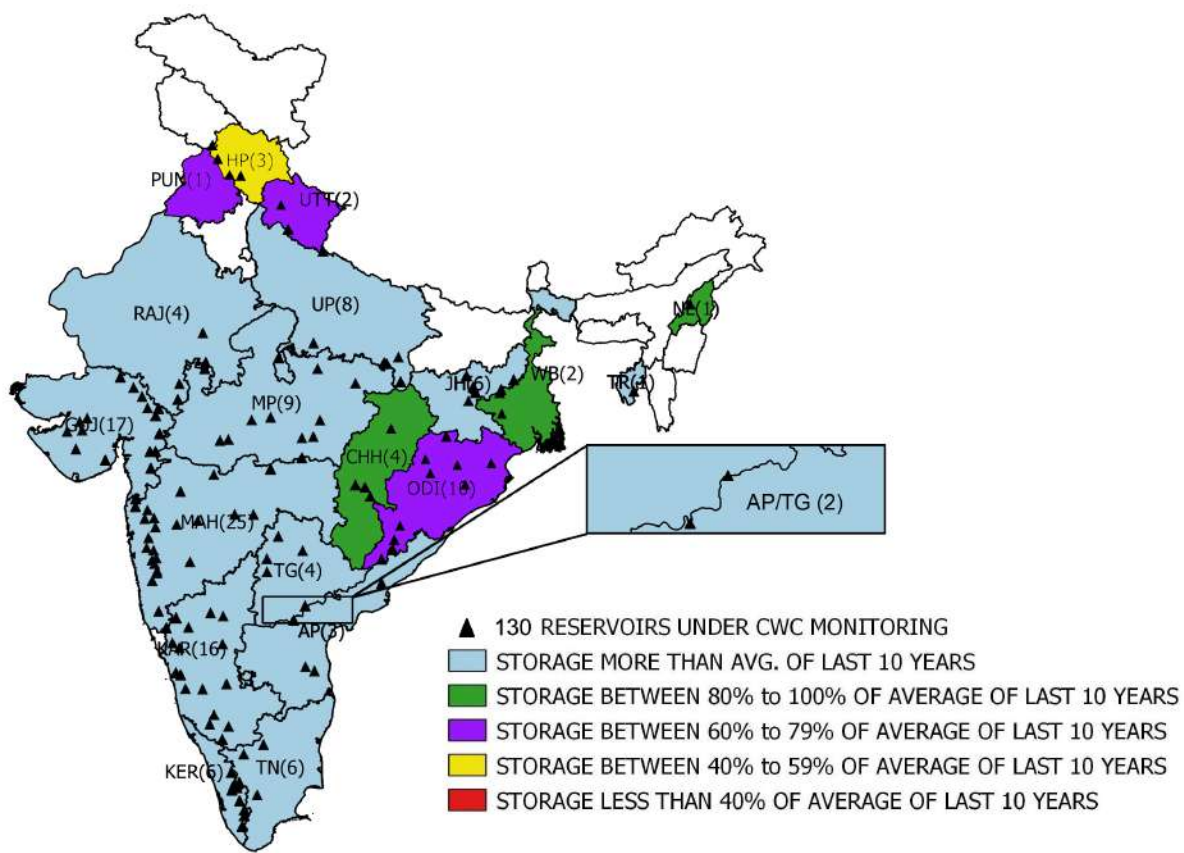 HP(3)
PUN(1)
UTT(2)
RAJ(4)
UP(8)
NL(1)
JH(6)
WB(2)
TR(1)
MP(9)
GUJ(17)
CHH(4)
ODI(10)
AP/TG (2)
MAH(25)
TG(4)
AP(3)
KAR(16)
KER(6)
TN(6)
130 RESERVOIRS UNDER CWC MONITORING
STORAGE MORE THAN AVG. OF LAST 10 YEARS
STORAGE BETWEEN 80% to 100% OF AVERAGE OF LAST 10 YEARS
STORAGE BETWEEN 60% to 79% OF AVERAGE OF LAST 10 YEARS
STORAGE BETWEEN 40% to 59% OF AVERAGE OF LAST 10 YEARS
STORAGE LESS THAN 40% OF AVERAGE OF LAST 10 YEARS